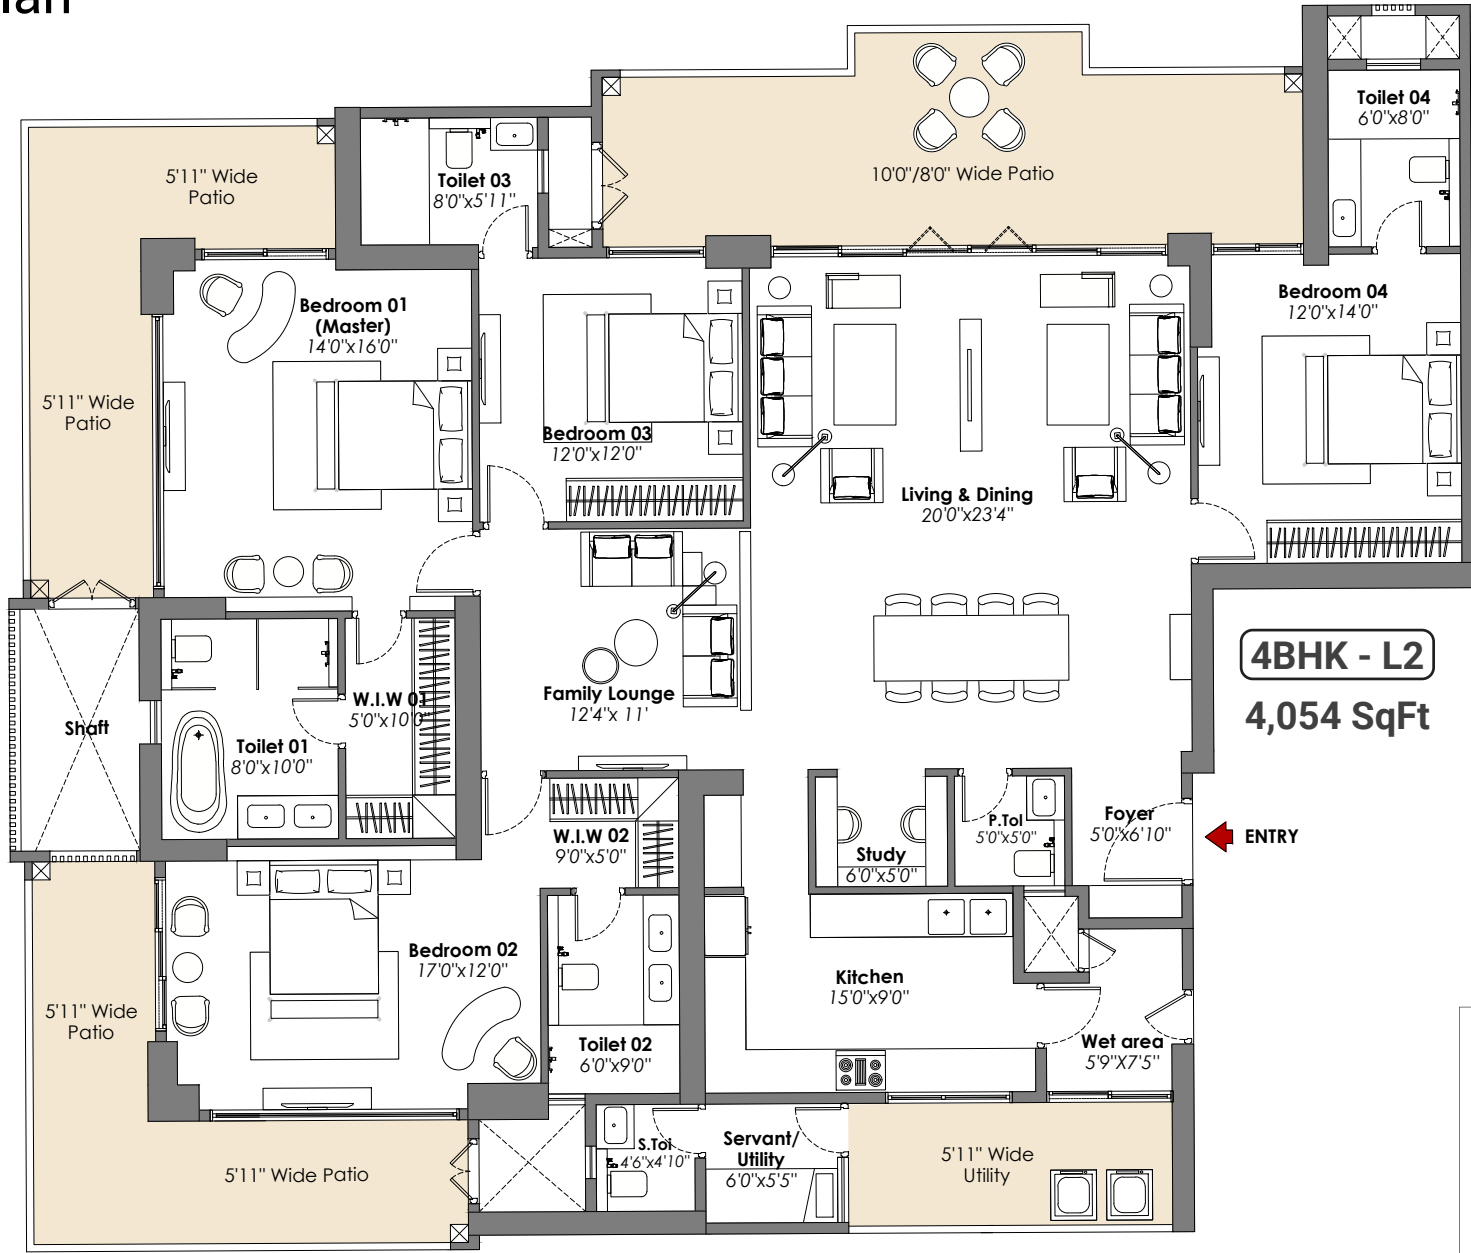 lan
Toilet 04
6'0"x8'0"
5'11" Wide
Patio
Toilet 03
8'0"x5'11"
10'0"/8'0" Wide Patio
Bedroom 01
(Master)
14'0"x16'0"
Bedroom 04
12'0"x14'0"
5'11" Wide
Patio
Bedroom 03
12'0"x12'0"
Living & Dining
20'0"x23'4"
4BHK - L2
4,054 SqFt
Family Lounge
12'4"x 11'
W.I.W 01
5'0"x10'0"
Shaft
Toilet 01
8'0"x10'0"
W.I.W 02
9'0"x5'0"
Study
6'0"x5'0"
P.Tol
5'0"x5'0"
Foyer
5'0"x6'10"
ENTRY
Bedroom 02
17'0"x12'0"
Kitchen
15'0"x9'0"
5'11" Wide
Patio
Toilet 02
6'0"x9'0"
Wet area
5'9"X7'5"
5'11" Wide Patio
S.Tol
4'6"x4'10"
Servant/
Utility
6'0"x5'5"
5'11" Wide
Utility